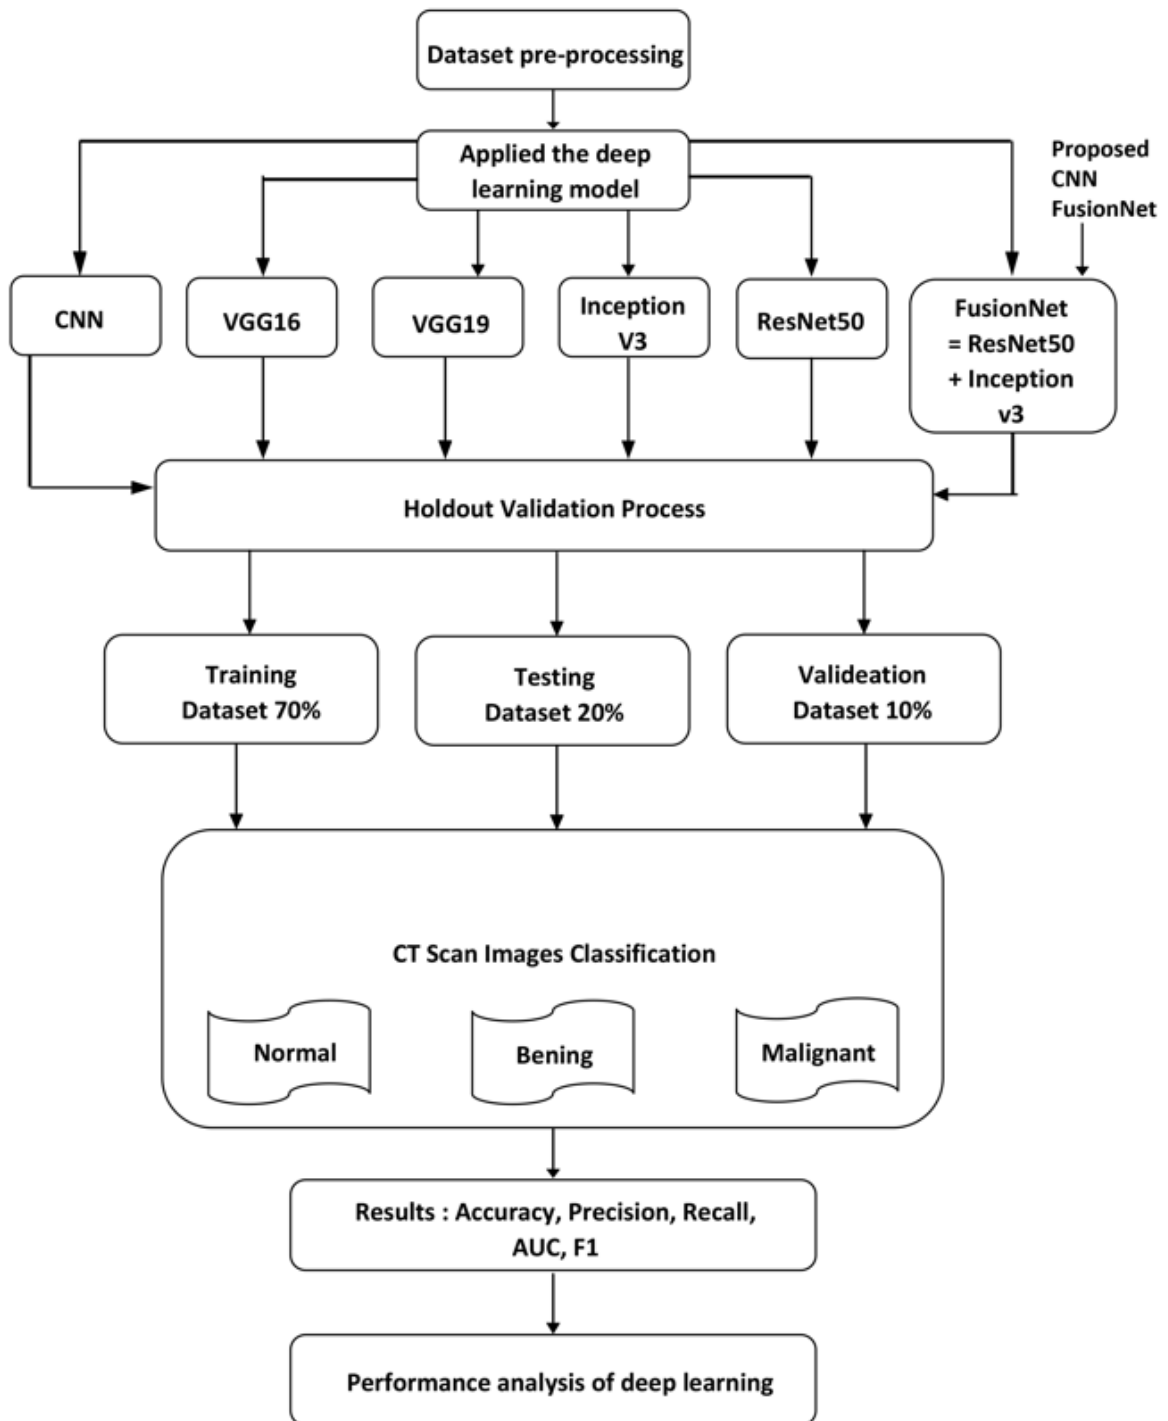 Dataset pre-processing
Applied the deep
learning model
Proposed
CNN
FusionNet
CNN
VGG16
VGG19
Inception
V3
ResNet50
FusionNet
= ResNet50
+ Inception
v3
Holdout Validation Process
Training
Dataset 70%
Testing
Dataset 20%
Valideation
Dataset 10%
CT Scan Images Classification
Normal
Bening
Malignant
Results : Accuracy, Precision, Recall,
AUC, F1
Performance analysis of deep learning